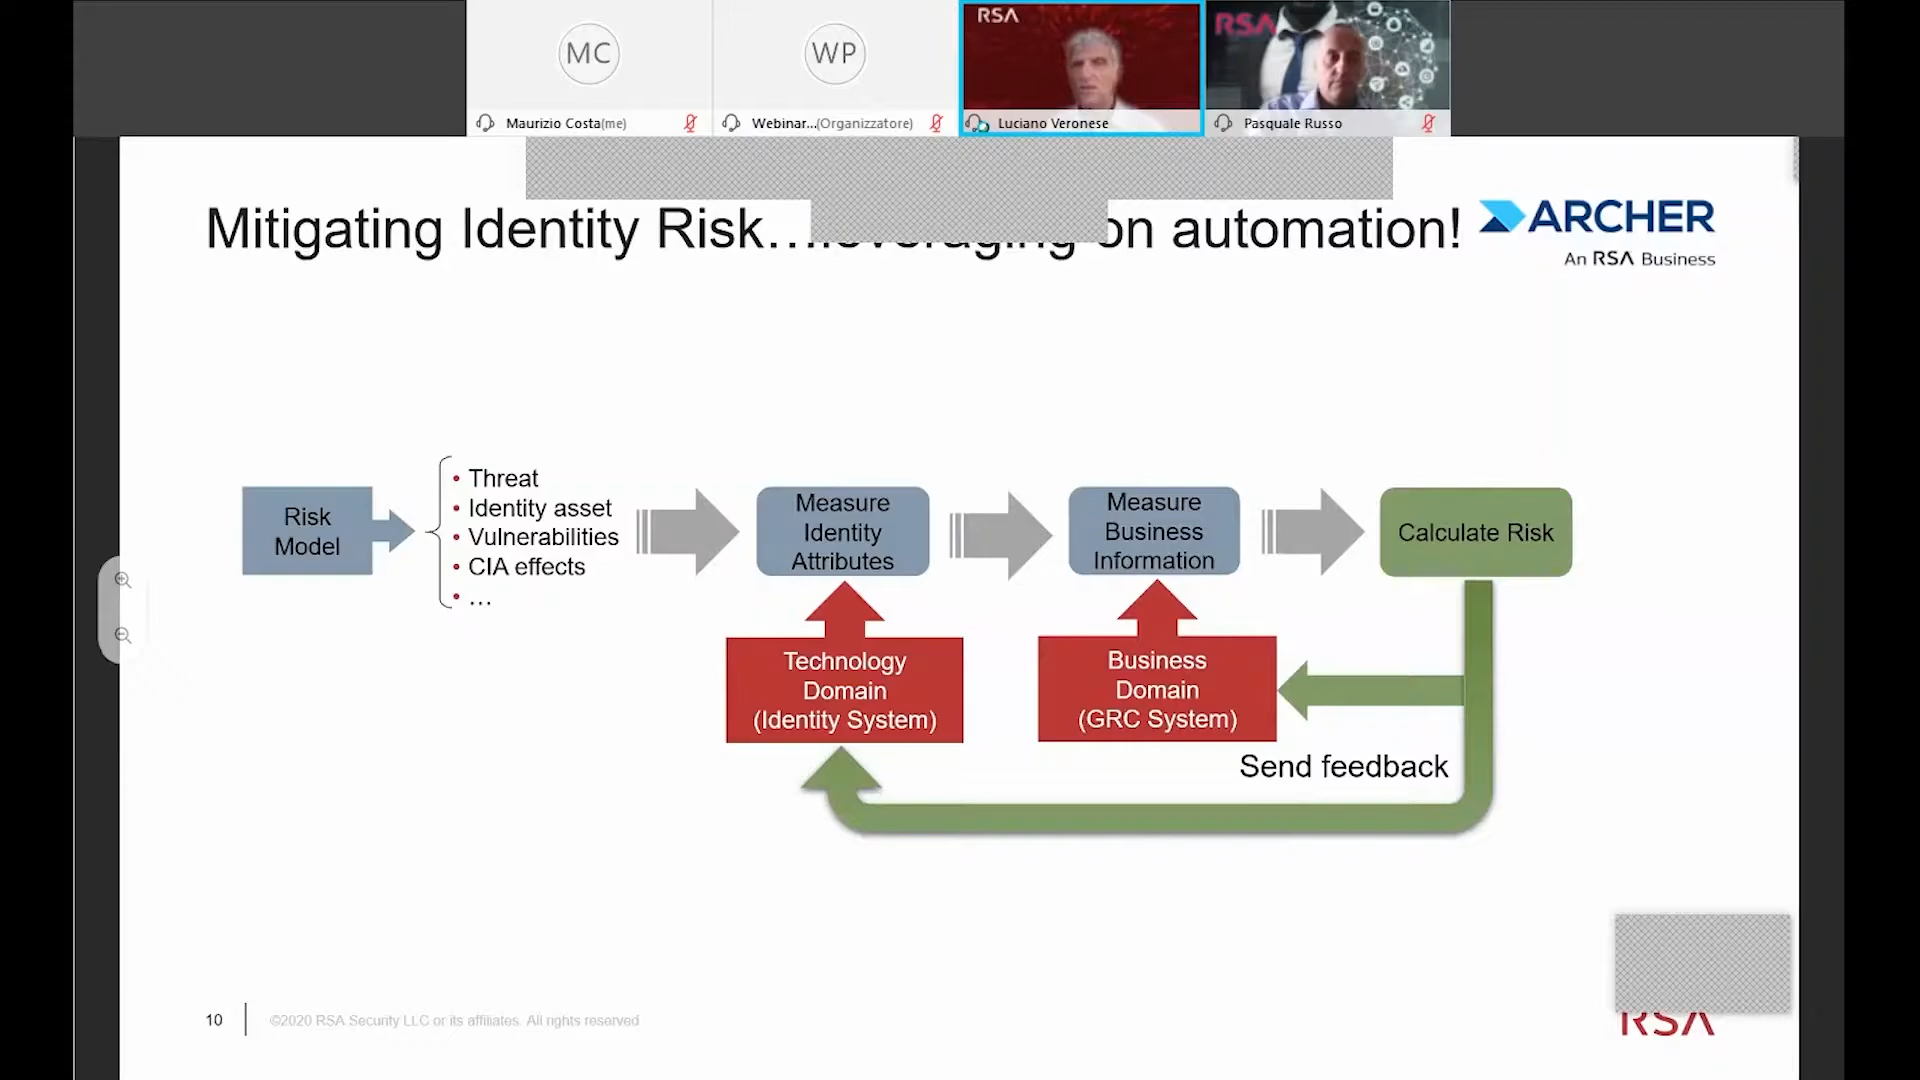 MC
WP
RSA
RSA
Maurizio Costa(me)
Webinar...(Organizzatore)
Luciano Veronese
Pasquale Russo
Mitigating Identity Risk...leveraging on automation!
ARCHER
An RSA Business
Risk
Model
• Threat
• Identity asset
• Vulnerabilities
• CIA effects
• ...
Measure
Identity
Attributes
Measure
Business
Information
Calculate Risk
Technology
Domain
(Identity System)
Business
Domain
(GRC System)
Send feedback
10
©2020 RSA Security LLC or its affiliates. All rights reserved
RSA